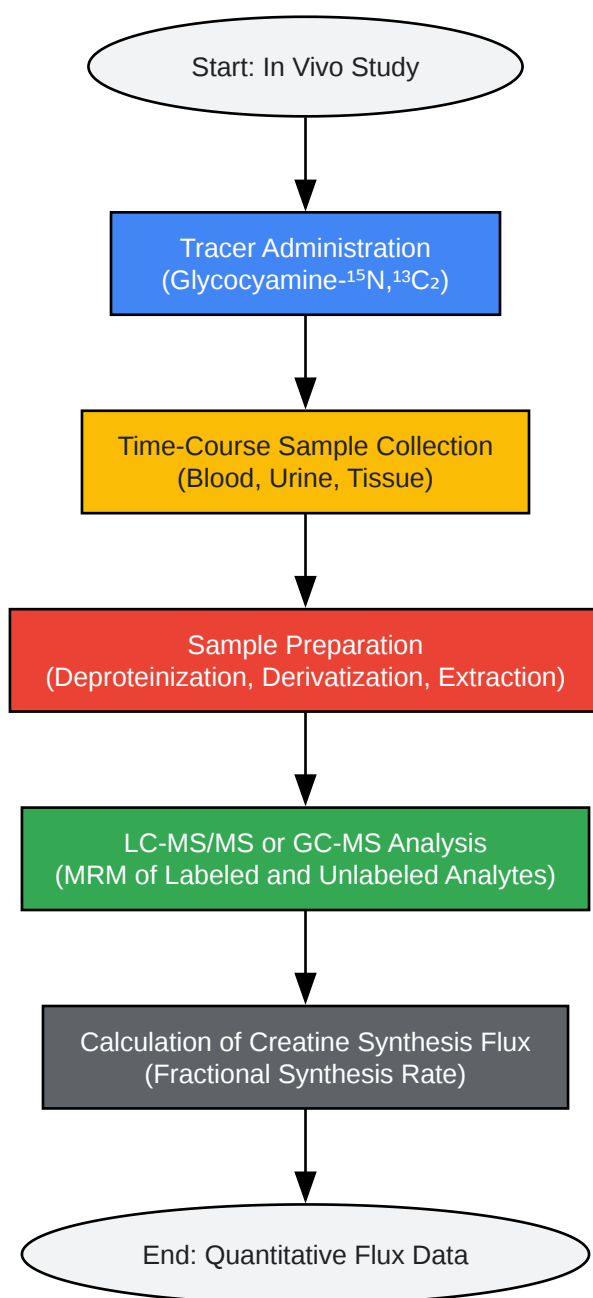 Start: In Vivo Study
Tracer Administration
(Glycocyamine-¹⁵N,¹³C₂)
Time-Course Sample Collection
(Blood, Urine, Tissue)
Sample Preparation
(Deproteinization, Derivatization, Extraction)
LC-MS/MS or GC-MS Analysis
(MRM of Labeled and Unlabeled Analytes)
Calculation of Creatine Synthesis Flux
(Fractional Synthesis Rate)
End: Quantitative Flux Data